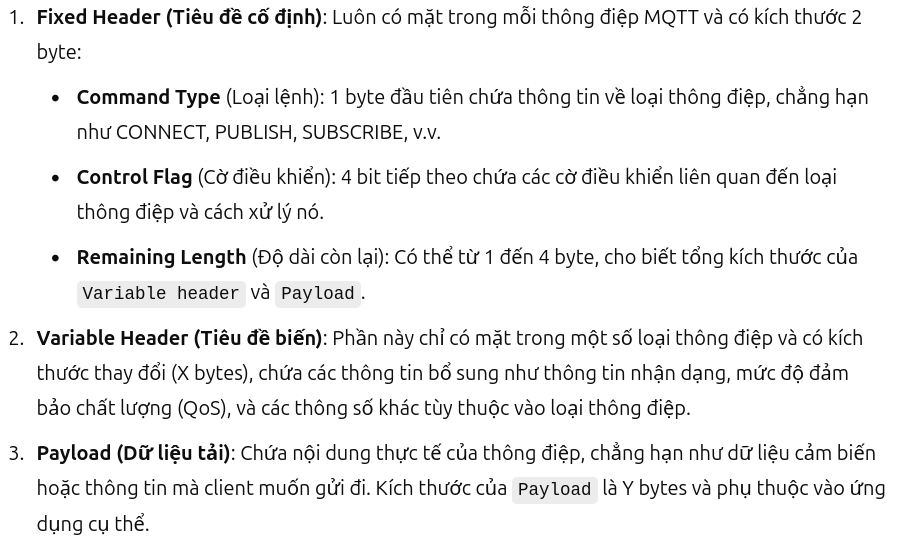 1. Fixed Header (Tiêu đề cố định): Luôn có mặt trong mỗi thông điệp MQTT và có kích thước 2
byte:
• Command Type (Loại lệnh): 1 byte đầu tiên chứa thông tin về loại thông điệp, chẳng hạn
như CONNECT, PUBLISH, SUBSCRIBE, v.v.
• Control Flag (Cờ điều khiển): 4 bit tiếp theo chứa các cờ điều khiển liên quan đến loại
thông điệp và cách xử lý nó.
• Remaining Length (Độ dài còn lại): Có thể từ 1 đến 4 byte, cho biết tổng kích thước của
Variable header và Payload.
2. Variable Header (Tiêu đề biến): Phần này chỉ có mặt trong một số loại thông điệp và có kích
thước thay đổi (X bytes), chứa các thông tin bổ sung như thông tin nhận dạng, mức độ đảm
bảo chất lượng (QoS), và các thông số khác tùy thuộc vào loại thông điệp.
3. Payload (Dữ liệu tải): Chứa nội dung thực tế của thông điệp, chẳng hạn như dữ liệu cảm biến
hoặc thông tin mà client muốn gửi đi. Kích thước của Payload là Y bytes và phụ thuộc vào ứng
dụng cụ thể.